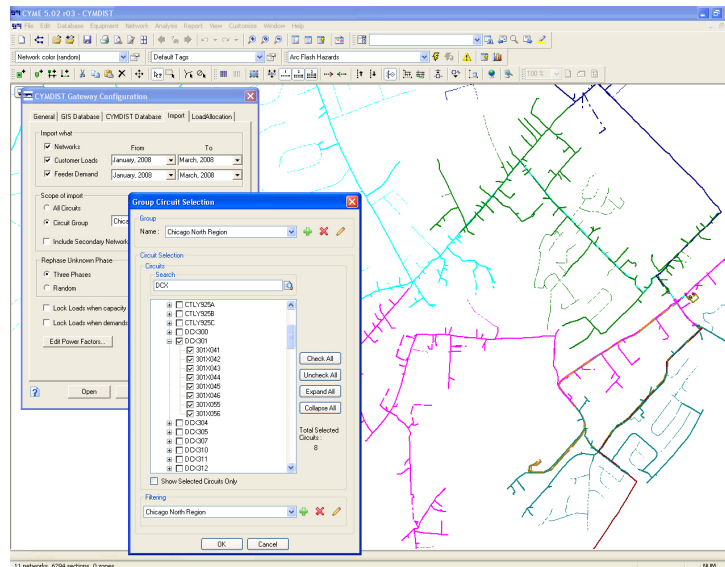 CYME 5.02 r03 - CYMDIST
File Edit Database Equipment Network Analysis Report View Customize Window Help
Network color (random)
Default Tags
Arc Flash Hazards
100 %
CYMDIST Gateway Configuration
General GIS Database CYMDIST Database Import LoadAllocation
Import what
Networks From To
Customer Loads January, 2008 March, 2008
Feeder Demand January, 2008 March, 2008
Scope of import
All Circuits
Circuit Group Chica
Include Secondary Network
Rephase Unknown Phase
Three Phases
Random
Lock Loads when capacity
Lock Loads when demands
Edit Power Factors...
Open
Group Circuit Selection
Group
Name : Chicago North Region
Circuit Selection
Circuits
Search
DCX
CTLY925A
CTLY925B
CTLY925C
DCX300
DCX301
301X041
301X042
301X043
301X044
301X045
301X046
301X055
301X056
DCX304
DCX305
DCX307
DCX310
DCX311
DCX312
Check All
Uncheck All
Expand All
Collapse All
Total Selected
Circuits :
8
Show Selected Circuits Only
Filtering
Chicago North Region
OK Cancel
11 networks, 6294 sections, 0 zones
NUM